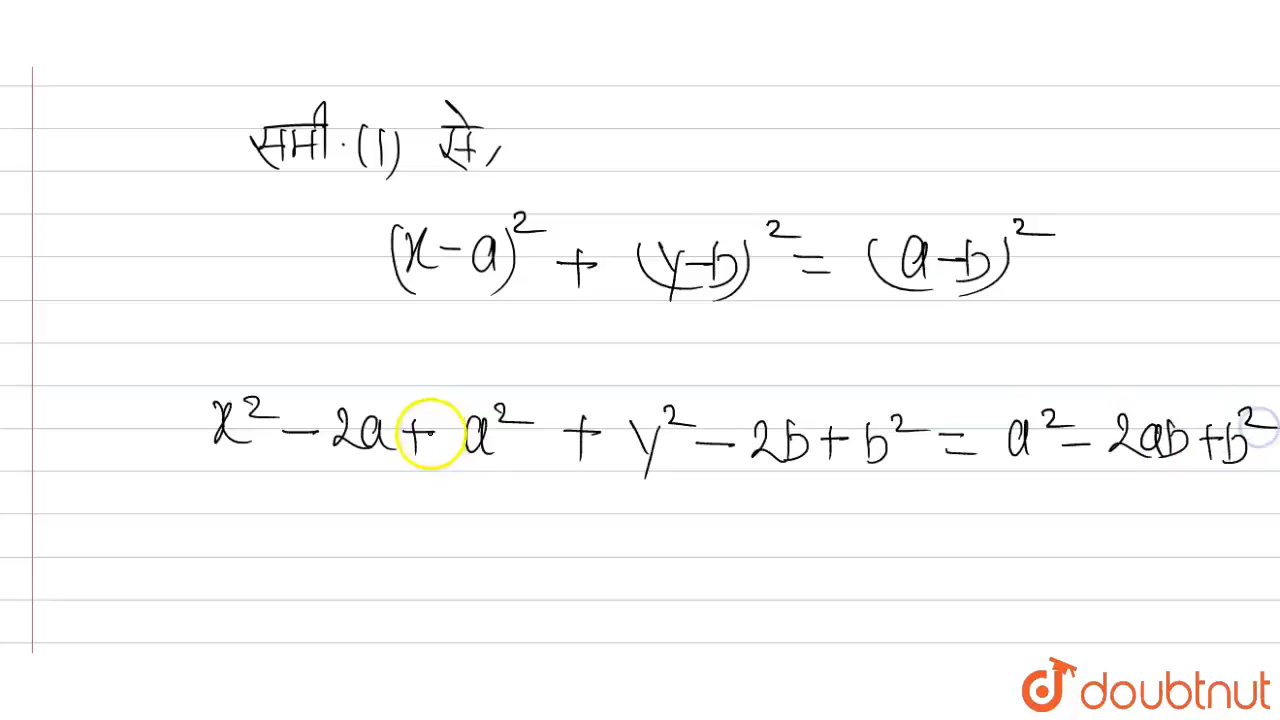 समी. (1) से,
(x-a)² + (y-b)² = (a-b)²
x² - 2a + a² + y² - 2b + b² = a² - 2ab + b²
doubtnut